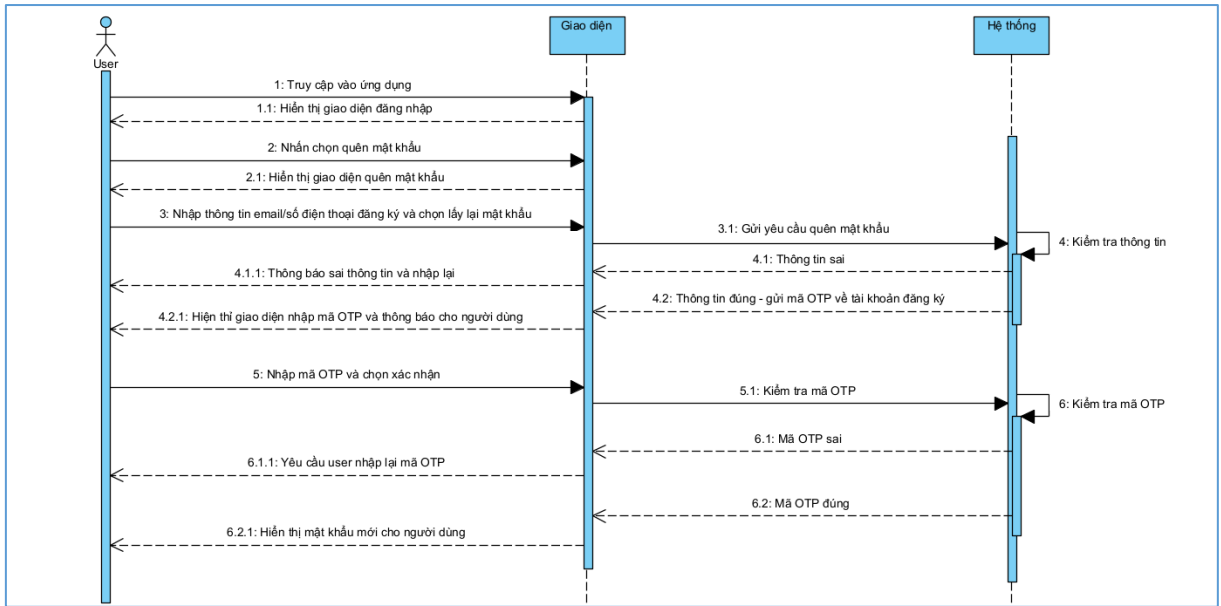 Giao diện
Hệ thống
User
1: Truy cập vào ứng dụng
1.1: Hiển thị giao diện đăng nhập
2: Nhấn chọn quên mật khẩu
2.1: Hiển thị giao diện quên mật khẩu
3: Nhập thông tin email/số điện thoại đăng ký và chọn lấy lại mật khẩu
3.1: Gửi yêu cầu quên mật khẩu
4: Kiểm tra thông tin
4.1: Thông tin sai
4.1.1: Thông báo sai thông tin và nhập lại
4.2: Thông tin đúng - gửi mã OTP về tài khoản đăng ký
4.2.1: Hiện thỉ giao diện nhập mã OTP và thông báo cho người dùng
5: Nhập mã OTP và chọn xác nhận
5.1: Kiểm tra mã OTP
6: Kiểm tra mã OTP
6.1: Mã OTP sai
6.1.1: Yêu cầu user nhập lại mã OTP
6.2: Mã OTP đúng
6.2.1: Hiển thị mật khẩu mới cho người dùng